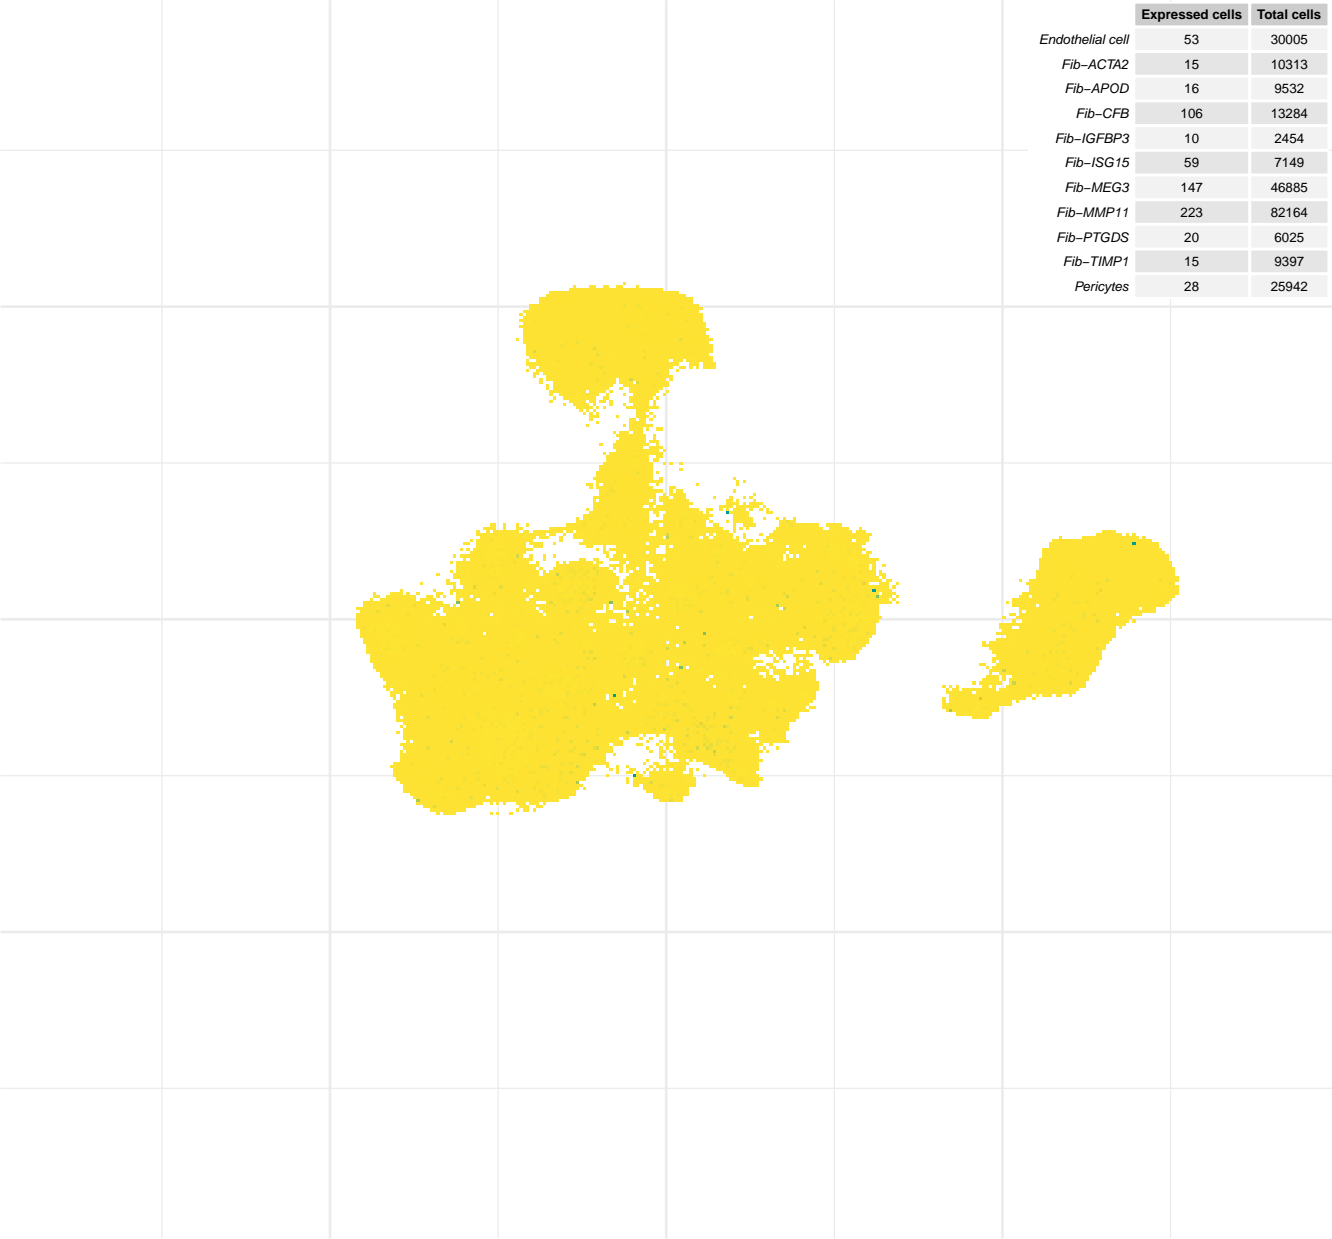 Expressed cells Total cells
Endothelial cell 53 30005
Fib−ACTA2 15 10313
Fib−APOD 16 9532
Fib−CFB 106 13284
Fib−IGFBP3 10 2454
Fib−ISG15 59 7149
Fib−MEG3 147 46885
Fib−MMP11 223 82164
Fib−PTGDS 20 6025
Fib−TIMP1 15 9397
Pericytes 28 25942